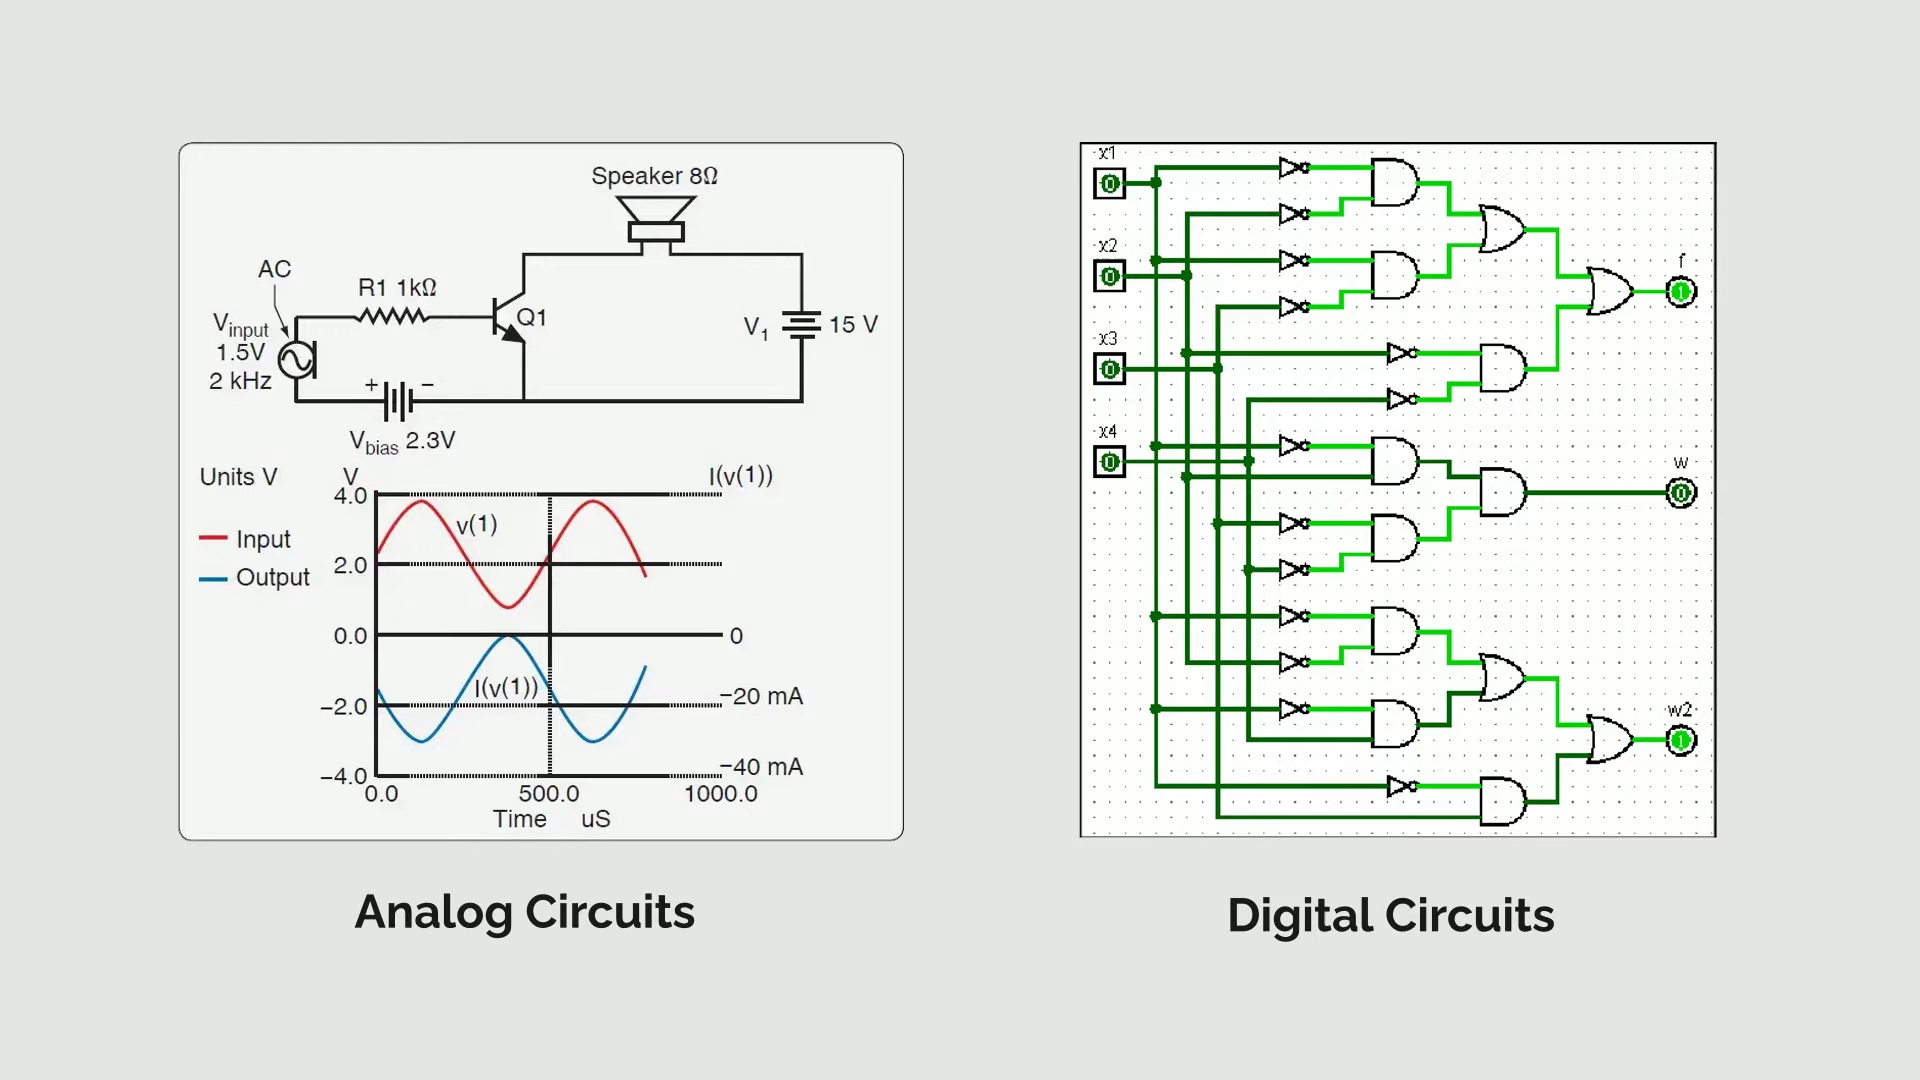 Speaker 8Ω
AC
R1 1kΩ
Q1
Vinput
1.5V
2 kHz
V1
15 V
+ −
Vbias 2.3V
Units V
V
I(v(1))
4.0
v(1)
Input
2.0
Output
0.0
0
I(v(1))
−2.0
−20 mA
−4.0
−40 mA
0.0 500.0 1000.0
Time uS
Analog Circuits
x1
0
x2
0
f
1
x3
0
x4
0
w
0
w2
1
Digital Circuits